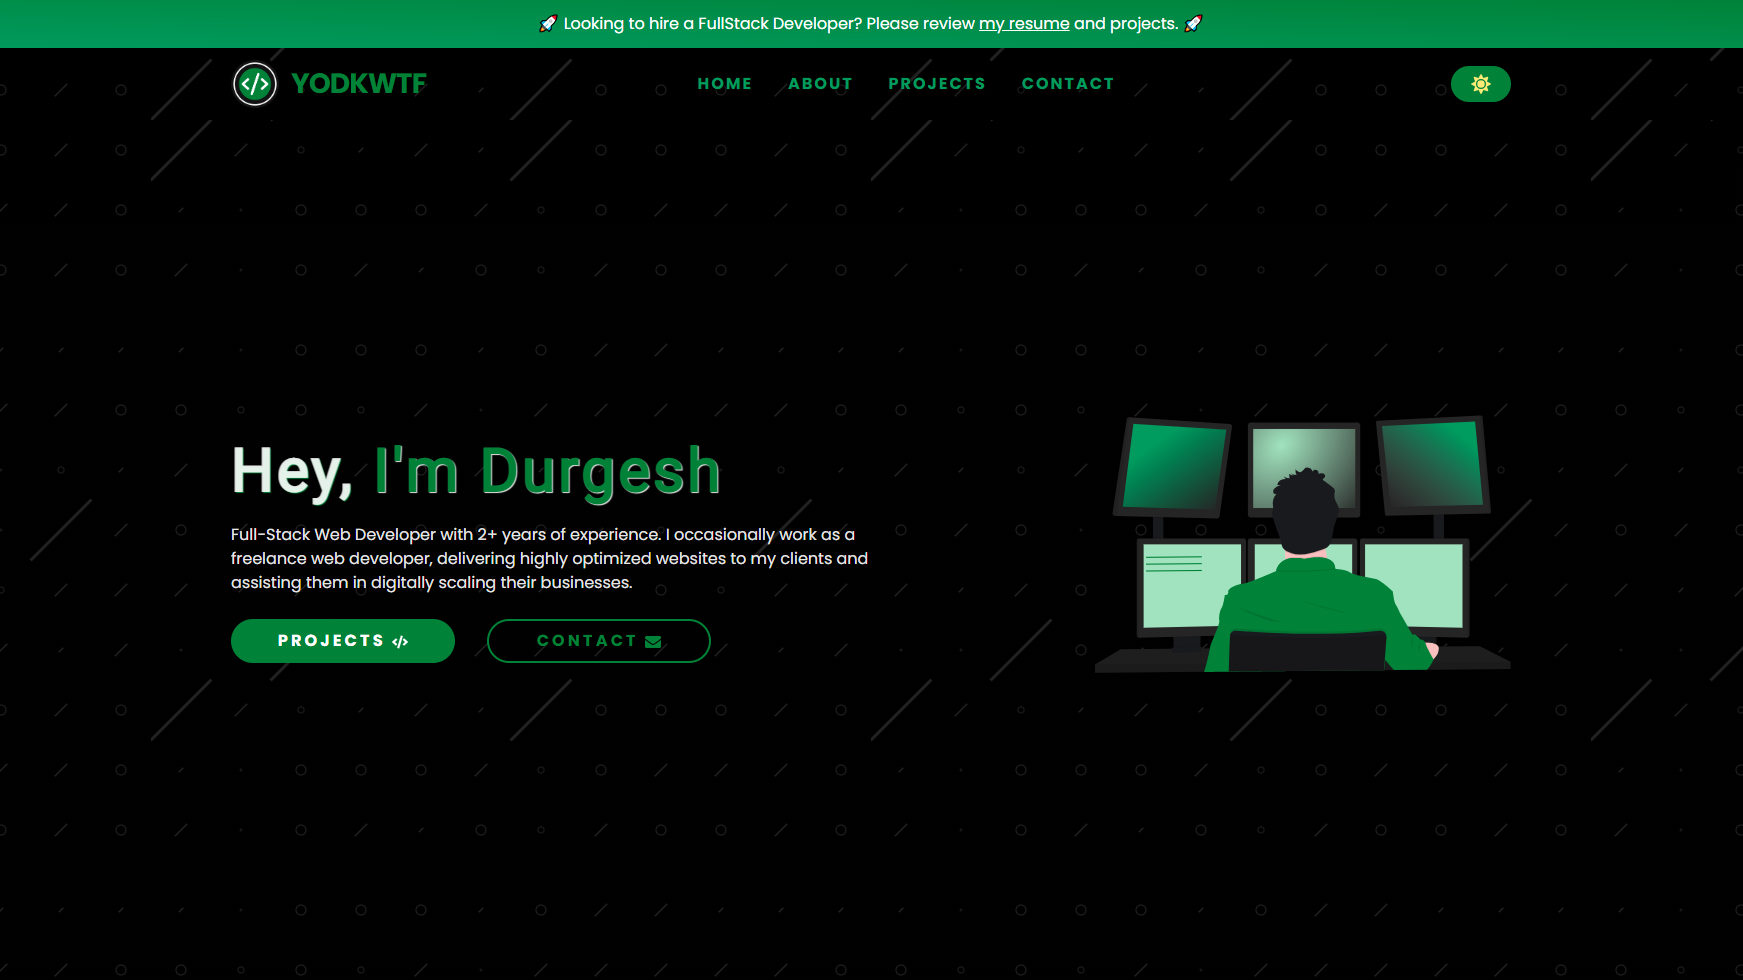 🚀 Looking to hire a FullStack Developer? Please review my resume and projects. 🚀
</> YODKWTF
HOME ABOUT PROJECTS CONTACT
Hey, I'm Durgesh
Full-Stack Web Developer with 2+ years of experience. I occasionally work as a
freelance web developer, delivering highly optimized websites to my clients and
assisting them in digitally scaling their businesses.
PROJECTS </> CONTACT